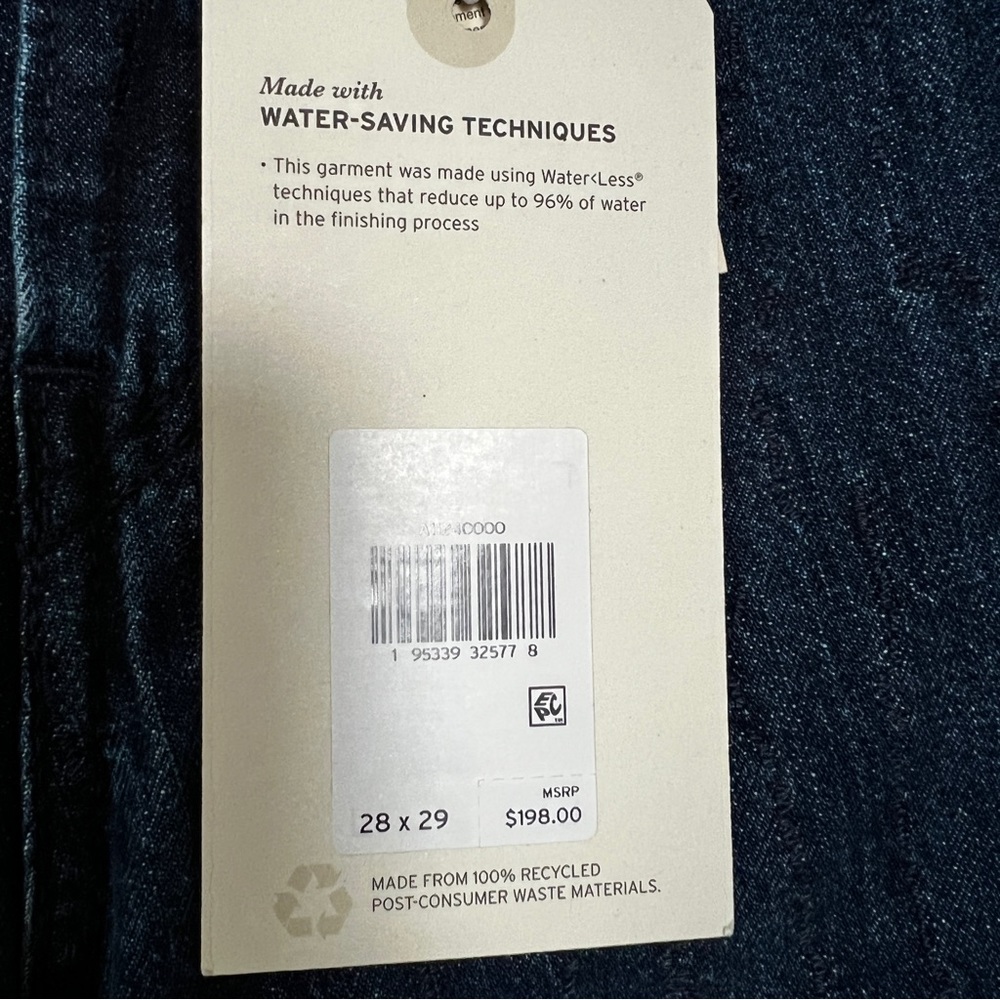 ment
Made with
WATER-SAVING TECHNIQUES
• This garment was made using Water<Less®
techniques that reduce up to 96% of water
in the finishing process
1 95339 32577 8
EPC™
MSRP
28 x 29 $198.00
MADE FROM 100% RECYCLED
POST-CONSUMER WASTE MATERIALS.